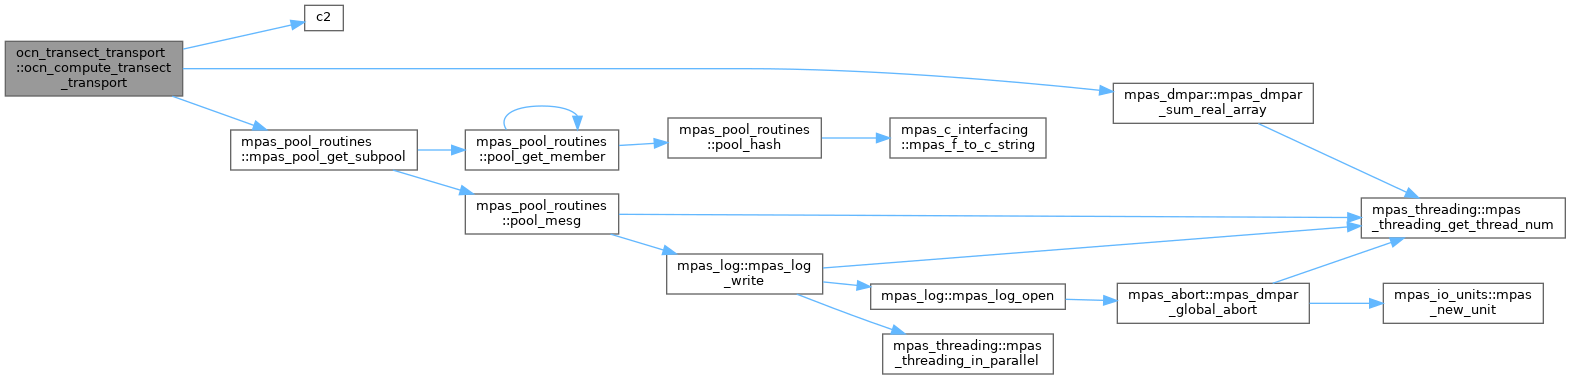 c2
ocn_transect_transport
::ocn_compute_transect
_transport
mpas_dmpar::mpas_dmpar
_sum_real_array
mpas_pool_routines
::mpas_pool_get_subpool
mpas_pool_routines
::pool_get_member
mpas_pool_routines
::pool_hash
mpas_c_interfacing
::mpas_f_to_c_string
mpas_pool_routines
::pool_mesg
mpas_threading::mpas
_threading_get_thread_num
mpas_log::mpas_log
_write
mpas_log::mpas_log_open
mpas_abort::mpas_dmpar
_global_abort
mpas_io_units::mpas
_new_unit
mpas_threading::mpas
_threading_in_parallel